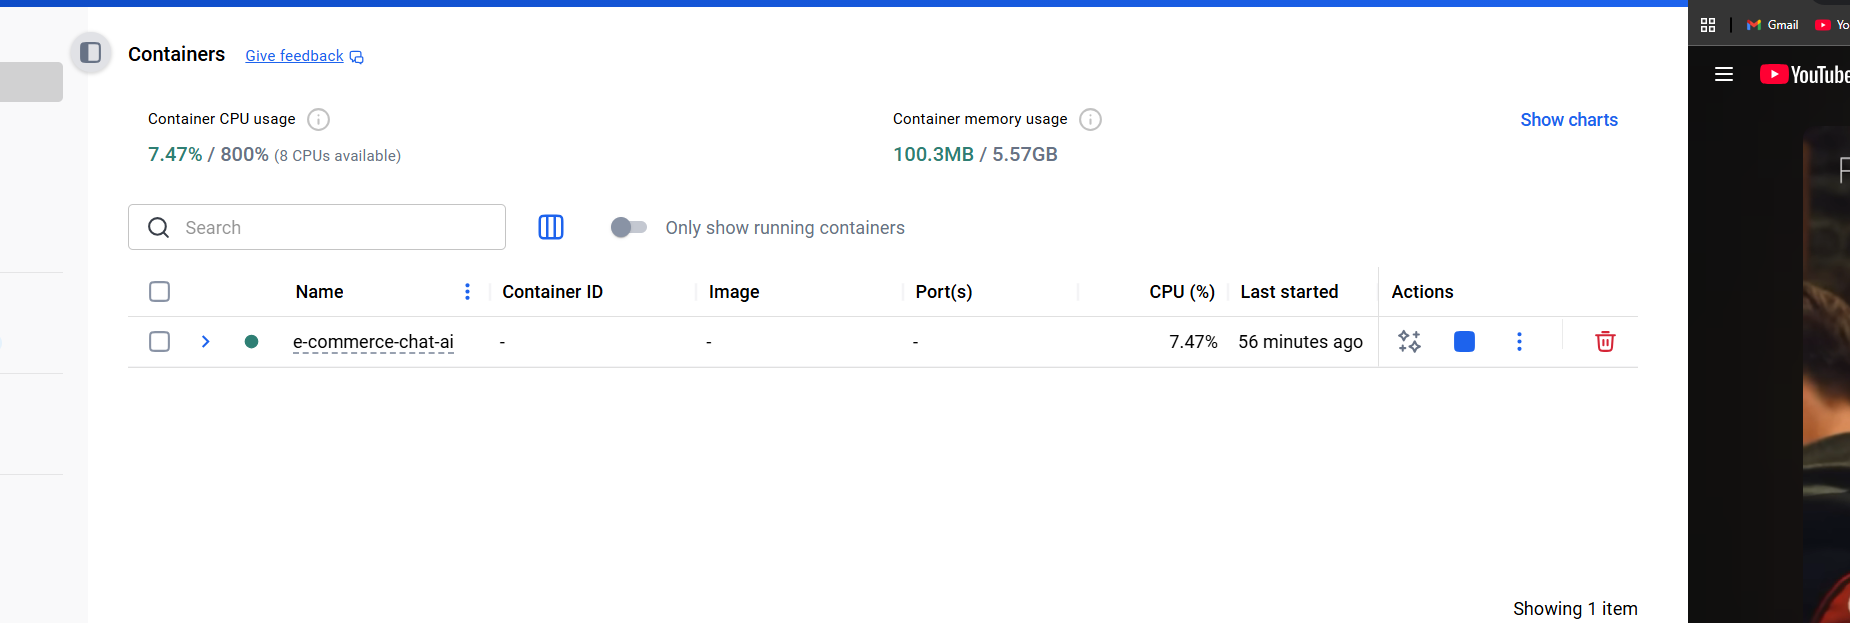 Containers Give feedback
Container CPU usage
7.47% / 800% (8 CPUs available)
Container memory usage
100.3MB / 5.57GB
Show charts
Search
Only show running containers
Name Container ID Image Port(s) CPU (%) Last started Actions
e-commerce-chat-ai - - - 7.47% 56 minutes ago
Showing 1 item
Gmail Yo
YouTube